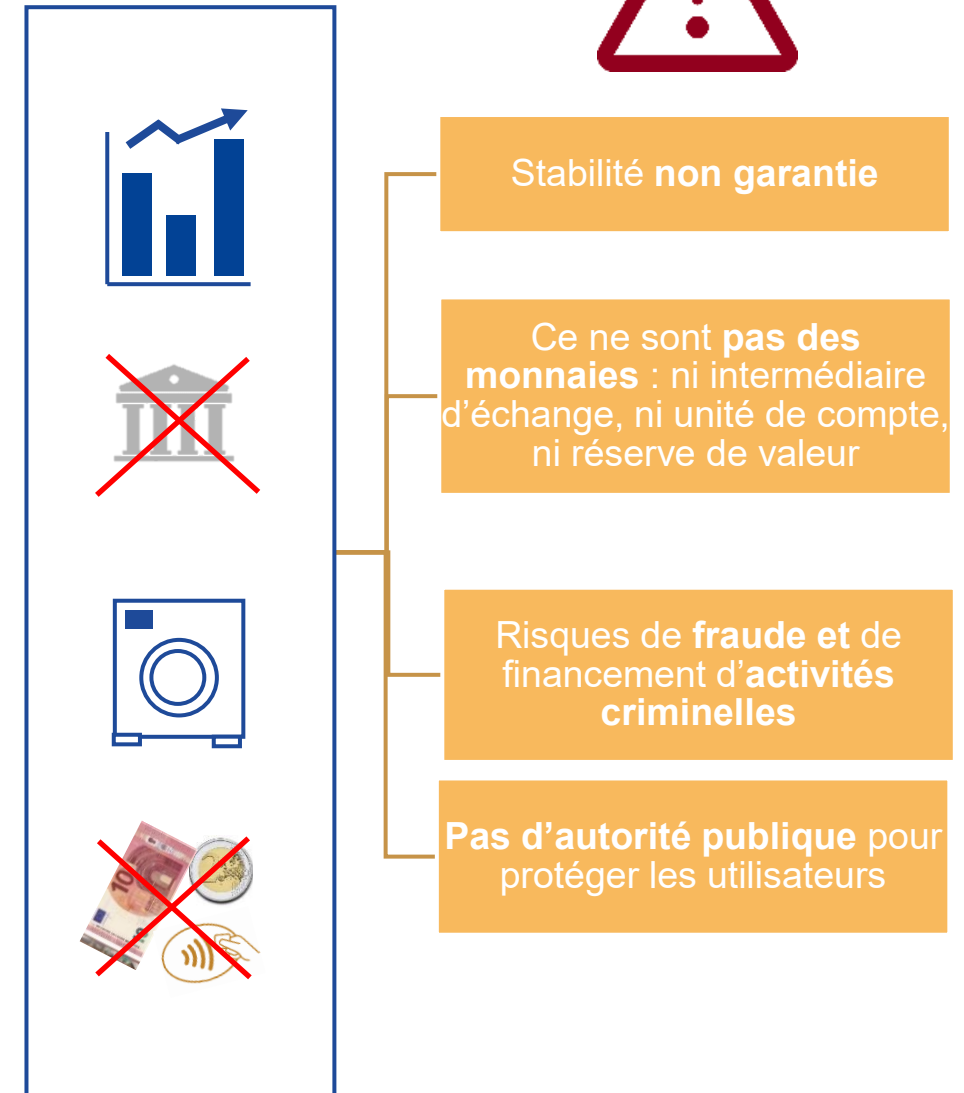 Stabilité non garantie
Ce ne sont pas des
monnaies : ni intermédiaire
d’échange, ni unité de compte,
ni réserve de valeur
Risques de fraude et de
financement d’activités
criminelles
Pas d’autorité publique pour
protéger les utilisateurs
10